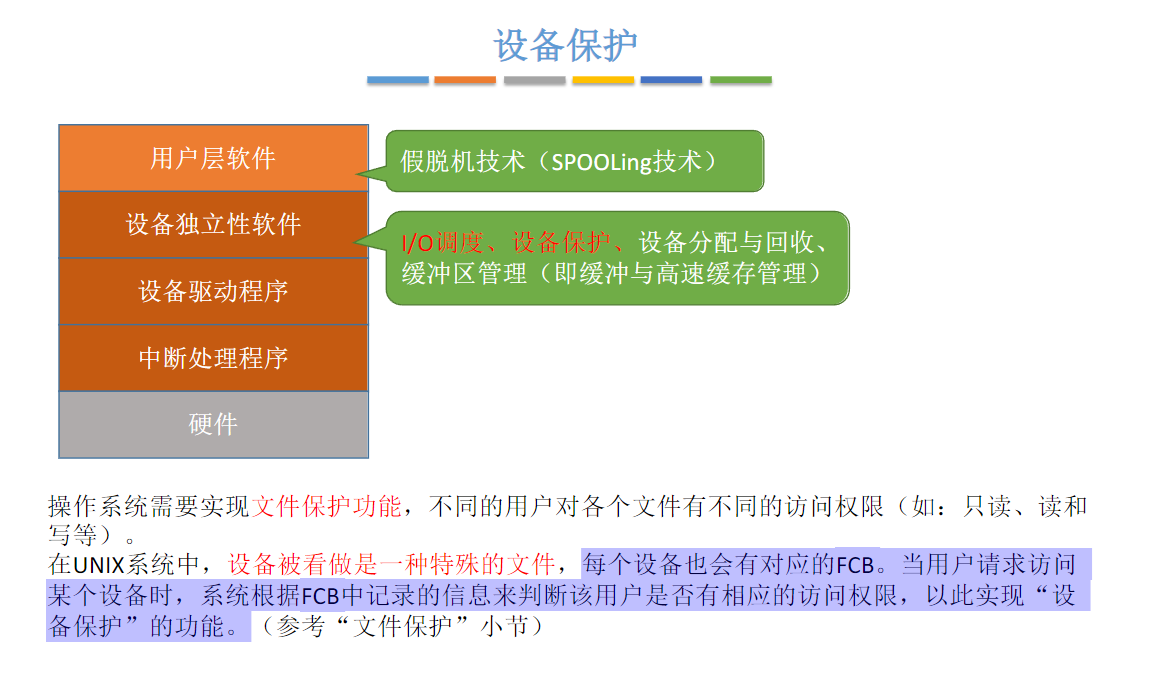 设备保护
用户层软件
假脱机技术（SPOOLing技术）
设备独立性软件
I/O调度、设备保护、设备分配与回收、
缓冲区管理（即缓冲与高速缓存管理）
设备驱动程序
中断处理程序
硬件
操作系统需要实现文件保护功能，不同的用户对各个文件有不同的访问权限（如：只读、读和
写等）。
在UNIX系统中，设备被看做是一种特殊的文件，每个设备也会有对应的FCB。当用户请求访问
某个设备时，系统根据FCB中记录的信息来判断该用户是否有相应的访问权限，以此实现“设
备保护”的功能。（参考“文件保护”小节）